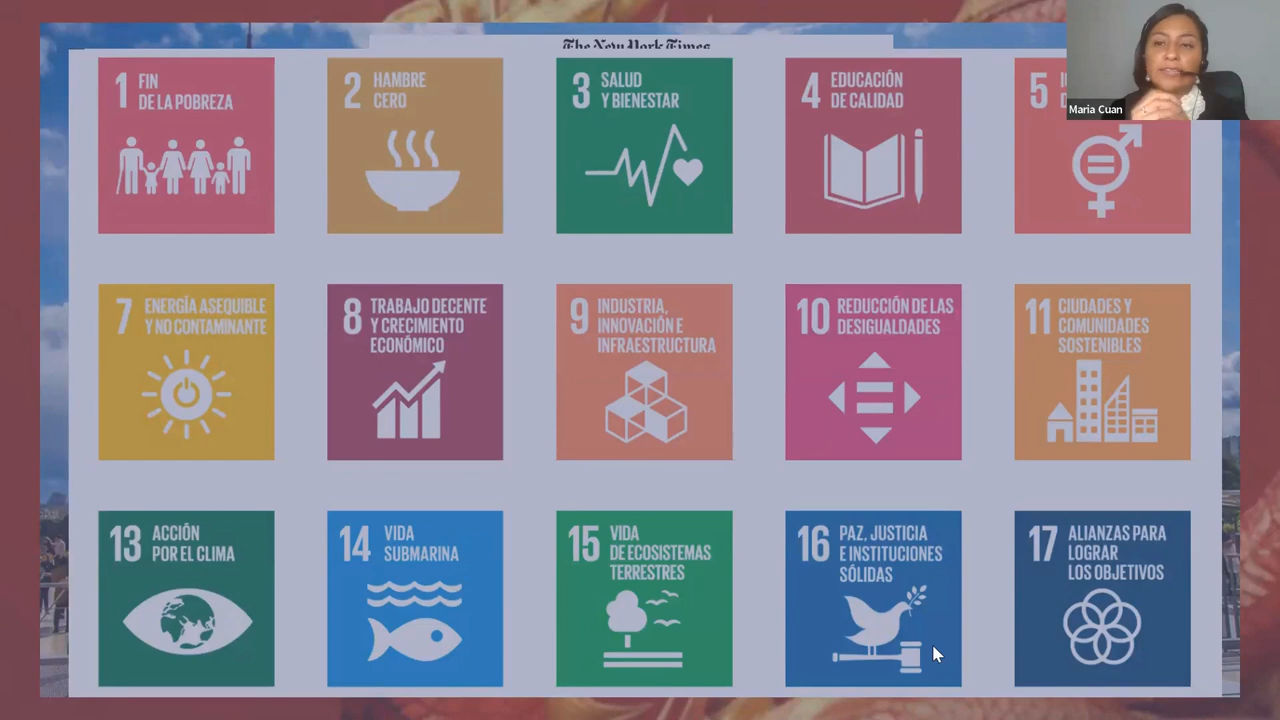 The New York Times
1 FIN
DE LA POBREZA
2 HAMBRE
CERO
3 SALUD
Y BIENESTAR
4 EDUCACIÓN
DE CALIDAD
5
Maria Cuan
7 ENERGÍA ASEQUIBLE
Y NO CONTAMINANTE
8 TRABAJO DECENTE
Y CRECIMIENTO
ECONÓMICO
9 INDUSTRIA,
INNOVACIÓN E
INFRAESTRUCTURA
10 REDUCCIÓN DE LAS
DESIGUALDADES
11 CIUDADES Y
COMUNIDADES
SOSTENIBLES
13 ACCIÓN
POR EL CLIMA
14 VIDA
SUBMARINA
15 VIDA
DE ECOSISTEMAS
TERRESTRES
16 PAZ, JUSTICIA
E INSTITUCIONES
SÓLIDAS
17 ALIANZAS PARA
LOGRAR
LOS OBJETIVOS